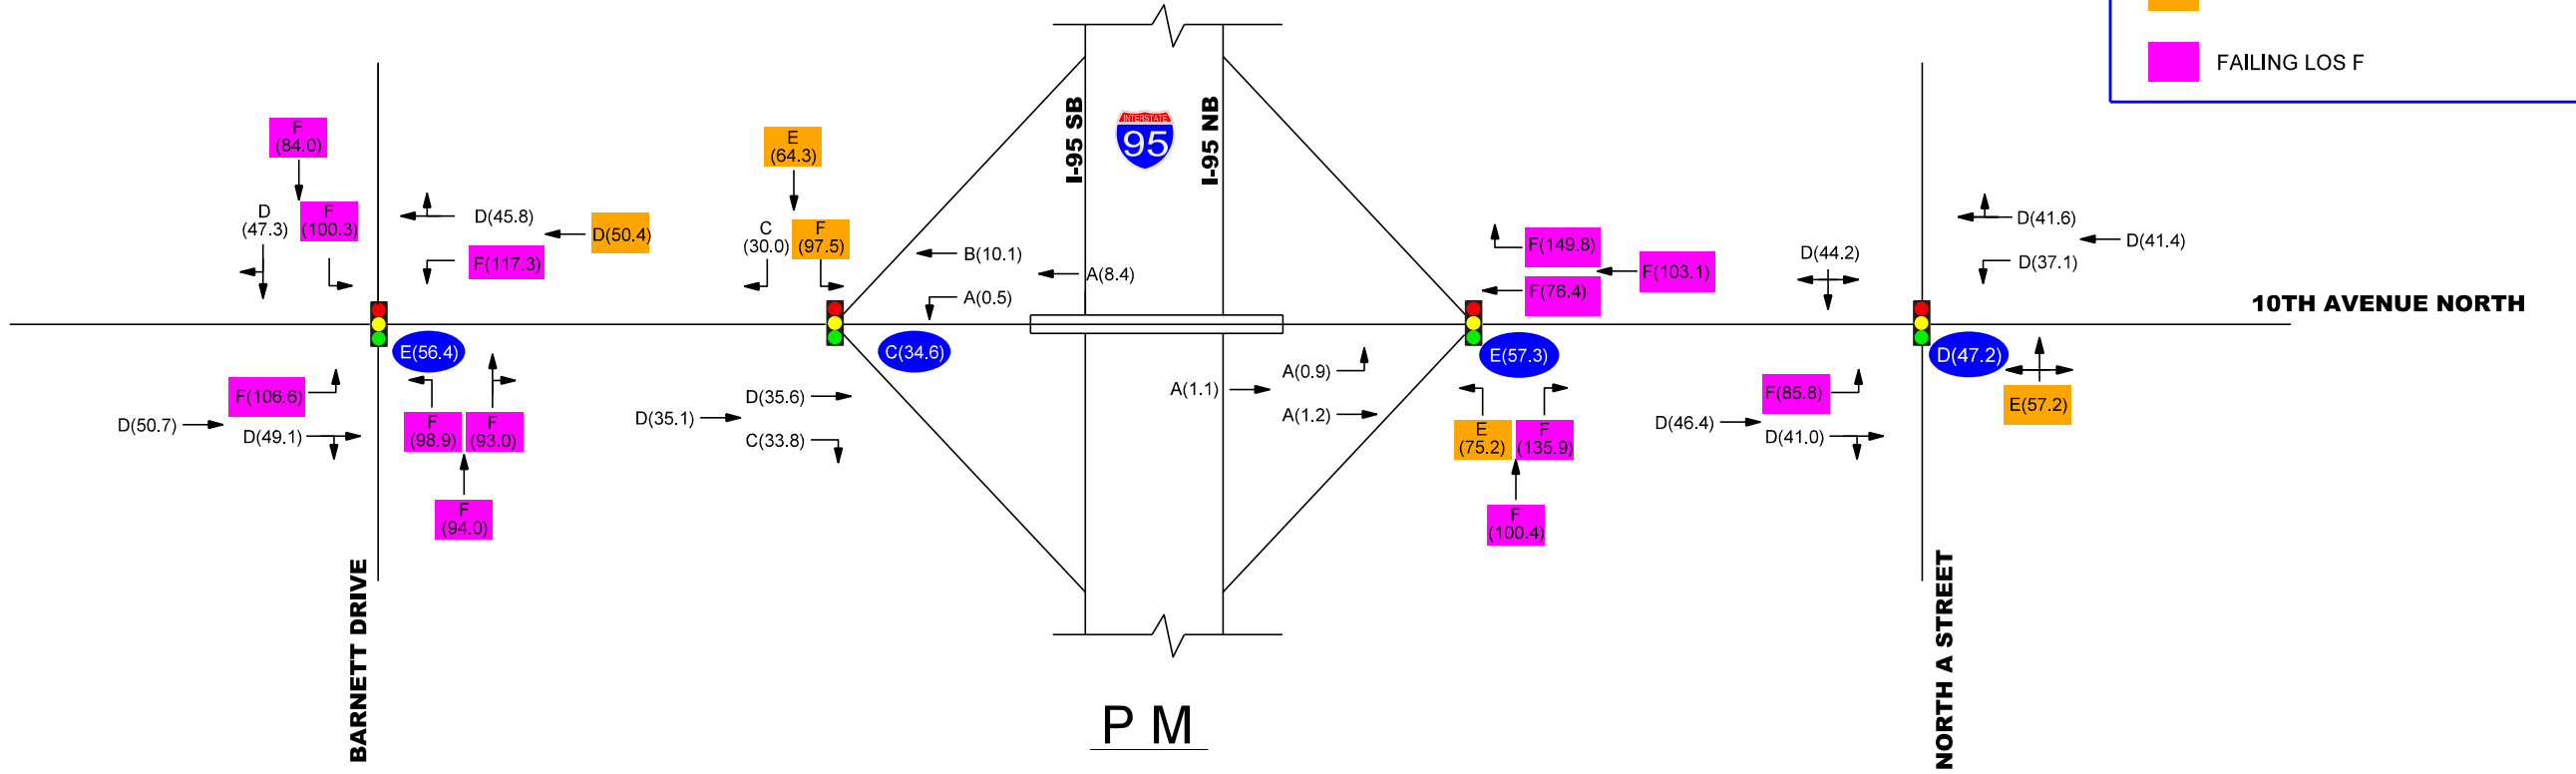 FAILING LOS F
I-95 SB
INTERSTATE
95
I-95 NB
F
(84.0)
D
(47.3)
F
(100.3)
D(45.8)
D(50.4)
F(117.3)
E
(64.3)
C
(30.0)
F
(97.5)
B(10.1)
A(8.4)
A(0.5)
F(149.8)
F(103.1)
F(76.4)
D(44.2)
D(41.6)
D(41.4)
D(37.1)
10TH AVENUE NORTH
E(56.4)
C(34.6)
E(57.3)
D(47.2)
F(106.6)
D(50.7)
D(49.1)
F
(98.9)
F
(93.0)
F
(94.0)
D(35.6)
D(35.1)
C(33.8)
A(0.9)
A(1.1)
A(1.2)
E
(75.2)
F
(135.9)
F
(100.4)
F(85.8)
D(46.4)
D(41.0)
E(57.2)
BARNETT DRIVE
NORTH A STREET
PM